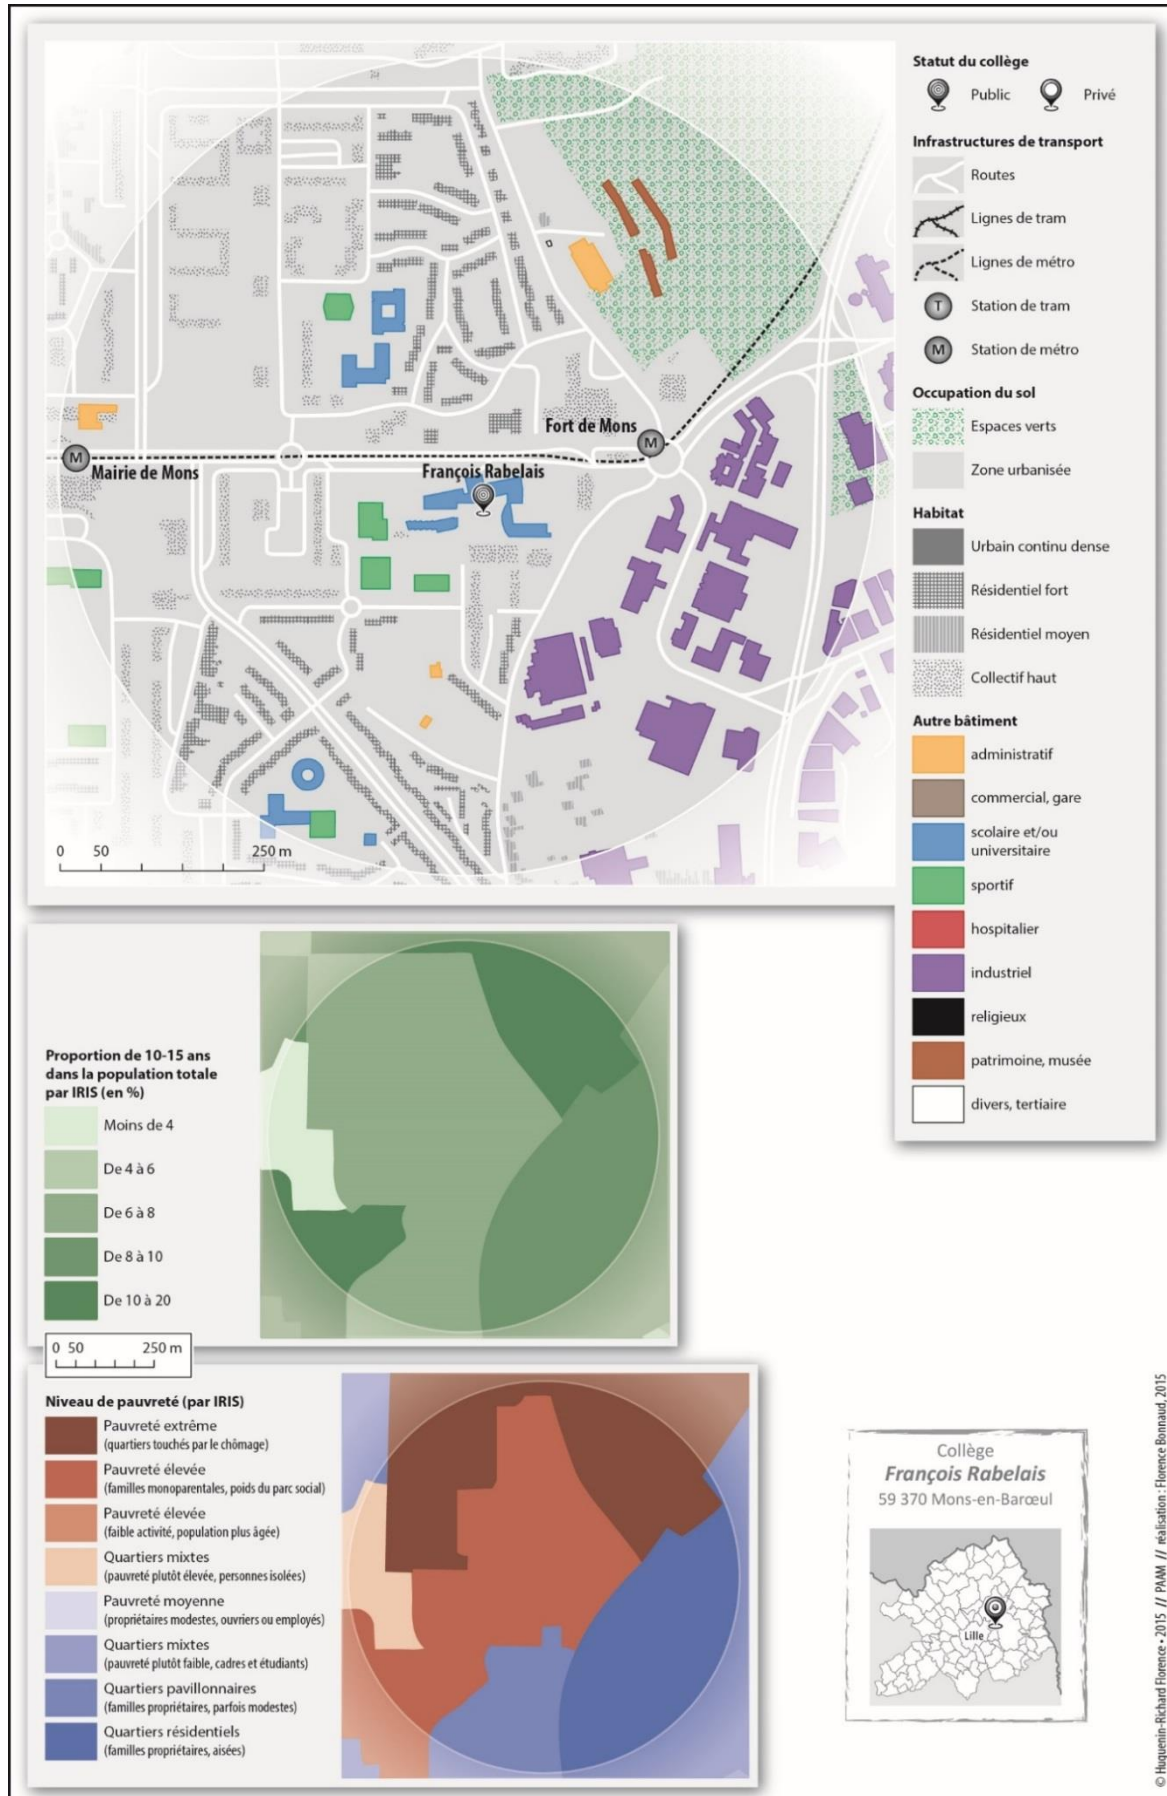 Statut du collège
Public
Privé
Infrastructures de transport
Routes
Lignes de tram
Lignes de métro
T
Station de tram
M
Station de métro
Occupation du sol
Espaces verts
Zone urbanisée
Habitat
Urbain continu dense
Résidentiel fort
Résidentiel moyen
Collectif haut
Autre bâtiment
administratif
commercial, gare
scolaire et/ou
universitaire
sportif
hospitalier
industriel
religieux
patrimoine, musée
divers, tertiaire
Fort de Mons
M
M
Mairie de Mons
François Rabelais
0 50 250 m
Proportion de 10-15 ans
dans la population totale
par IRIS (en %)
Moins de 4
De 4 à 6
De 6 à 8
De 8 à 10
De 10 à 20
0 50 250 m
Niveau de pauvreté (par IRIS)
Pauvreté extrême
(quartiers touchés par le chômage)
Pauvreté élevée
(familles monoparentales, poids du parc social)
Pauvreté élevée
(faible activité, population plus âgée)
Quartiers mixtes
(pauvreté plutôt élevée, personnes isolées)
Pauvreté moyenne
(propriétaires modestes, ouvriers ou employés)
Quartiers mixtes
(pauvreté plutôt faible, cadres et étudiants)
Quartiers pavillonnaires
(familles propriétaires, parfois modestes)
Quartiers résidentiels
(familles propriétaires, aisées)
Collège
François Rabelais
59 370 Mons-en-Barœul
Lille
© Huguenin-Richard Florence • 2015 // PAAM // réalisation : Florence Bonnaud, 2015